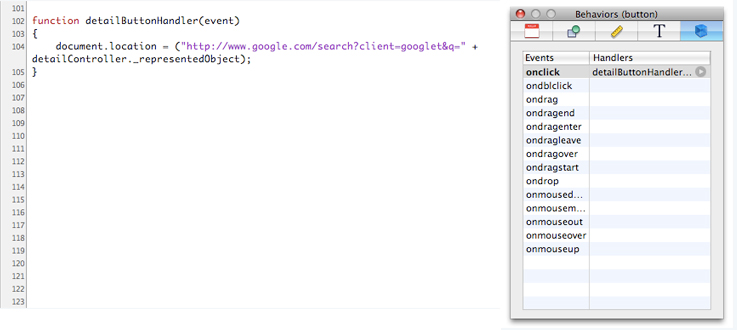 101
102 function detailButtonHandler(event)
103 {
104 document.location = ("http://www.google.com/search?client=googlet&q=" +
detailController._representedObject);
105 }
106
107
108
109
110
111
112
113
114
115
116
117
118
119
120
121
122
123
Behaviors (button)
T
Events Handlers
onclick detailButtonHandler...
ondblclick
ondrag
ondragend
ondragenter
ondragleave
ondragover
ondragstart
ondrop
onmoused...
onmousem...
onmouseout
onmouseover
onmouseup